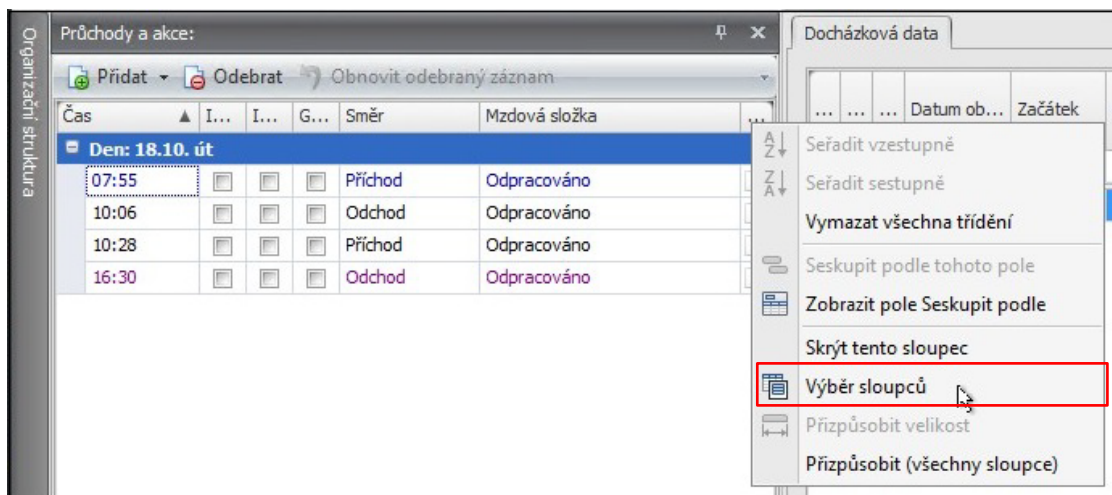 Organizační struktura
Průchody a akce:
Přidat Odebrat Obnovit odebraný záznam
Čas I... I... G... Směr Mzdová složka ...
Den: 18.10. út
07:55 Příchod Odpracováno
10:06 Odchod Odpracováno
10:28 Příchod Odpracováno
16:30 Odchod Odpracováno
Docházková data
... ... ... Datum ob... Začátek
Seřadit vzestupně
Seřadit sestupně
Vymazat všechna třídění
Seskupit podle tohoto pole
Zobrazit pole Seskupit podle
Skrýt tento sloupec
Výběr sloupců
Přizpůsobit velikost
Přizpůsobit (všechny sloupce)